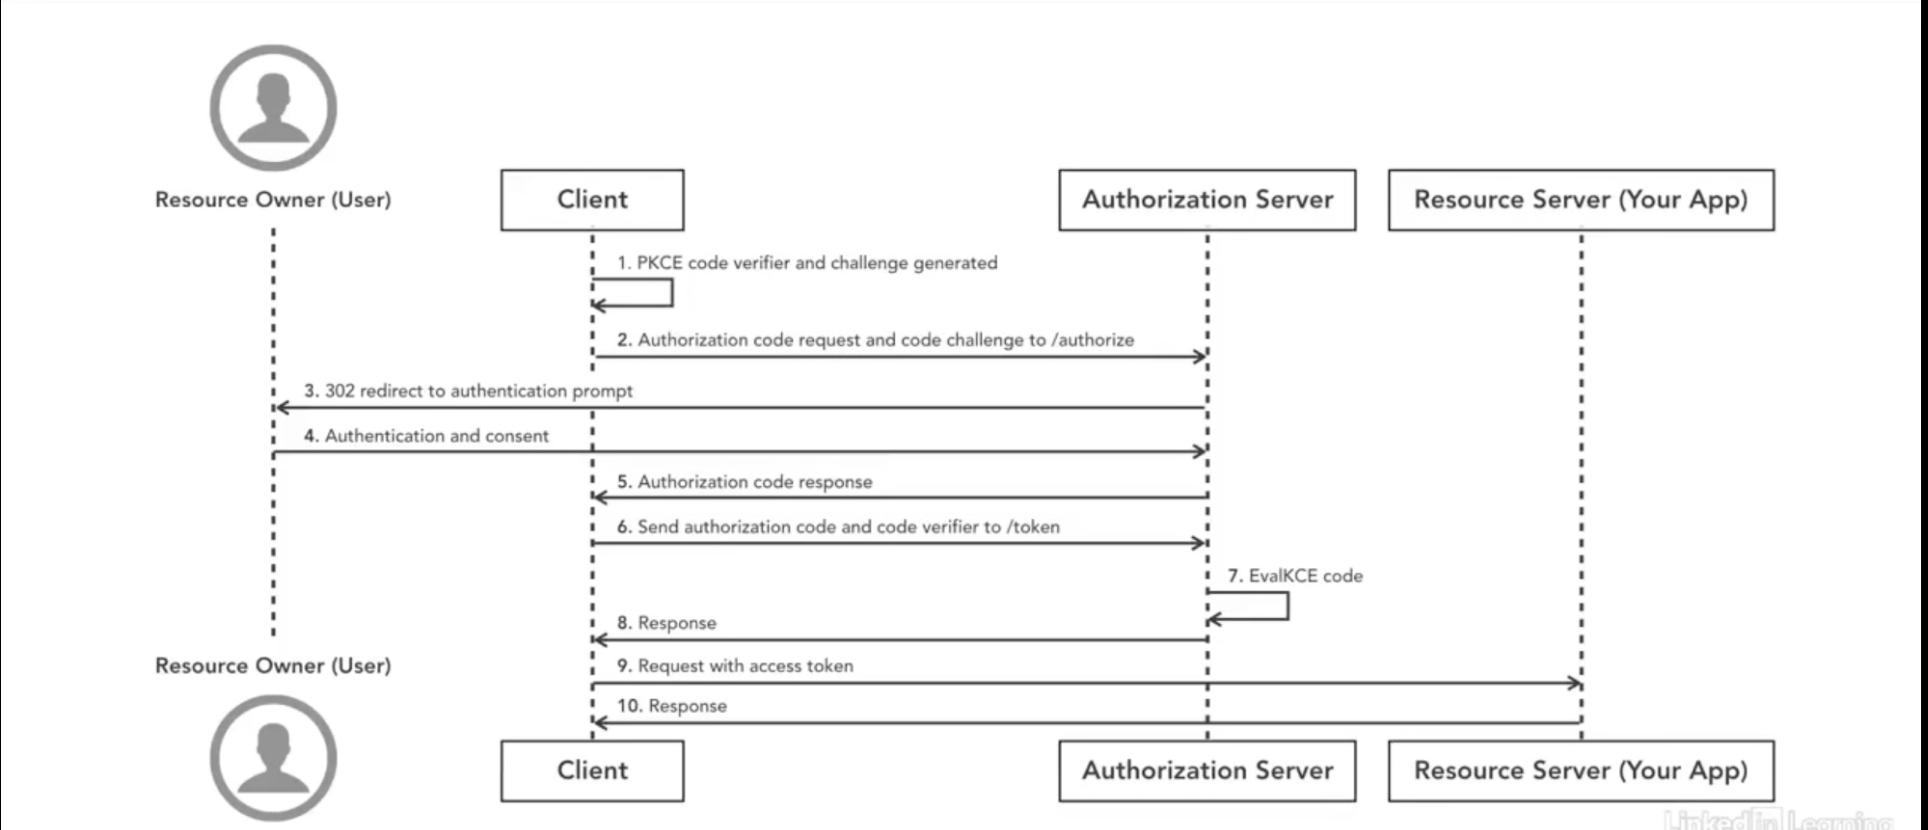 Resource Owner (User)
Client
Authorization Server
Resource Server (Your App)
1. PKCE code verifier and challenge generated
2. Authorization code request and code challenge to /authorize
3. 302 redirect to authentication prompt
4. Authentication and consent
5. Authorization code response
6. Send authorization code and code verifier to /token
7. EvalKCE code
8. Response
9. Request with access token
10. Response
Resource Owner (User)
Client
Authorization Server
Resource Server (Your App)
Linked in Learning